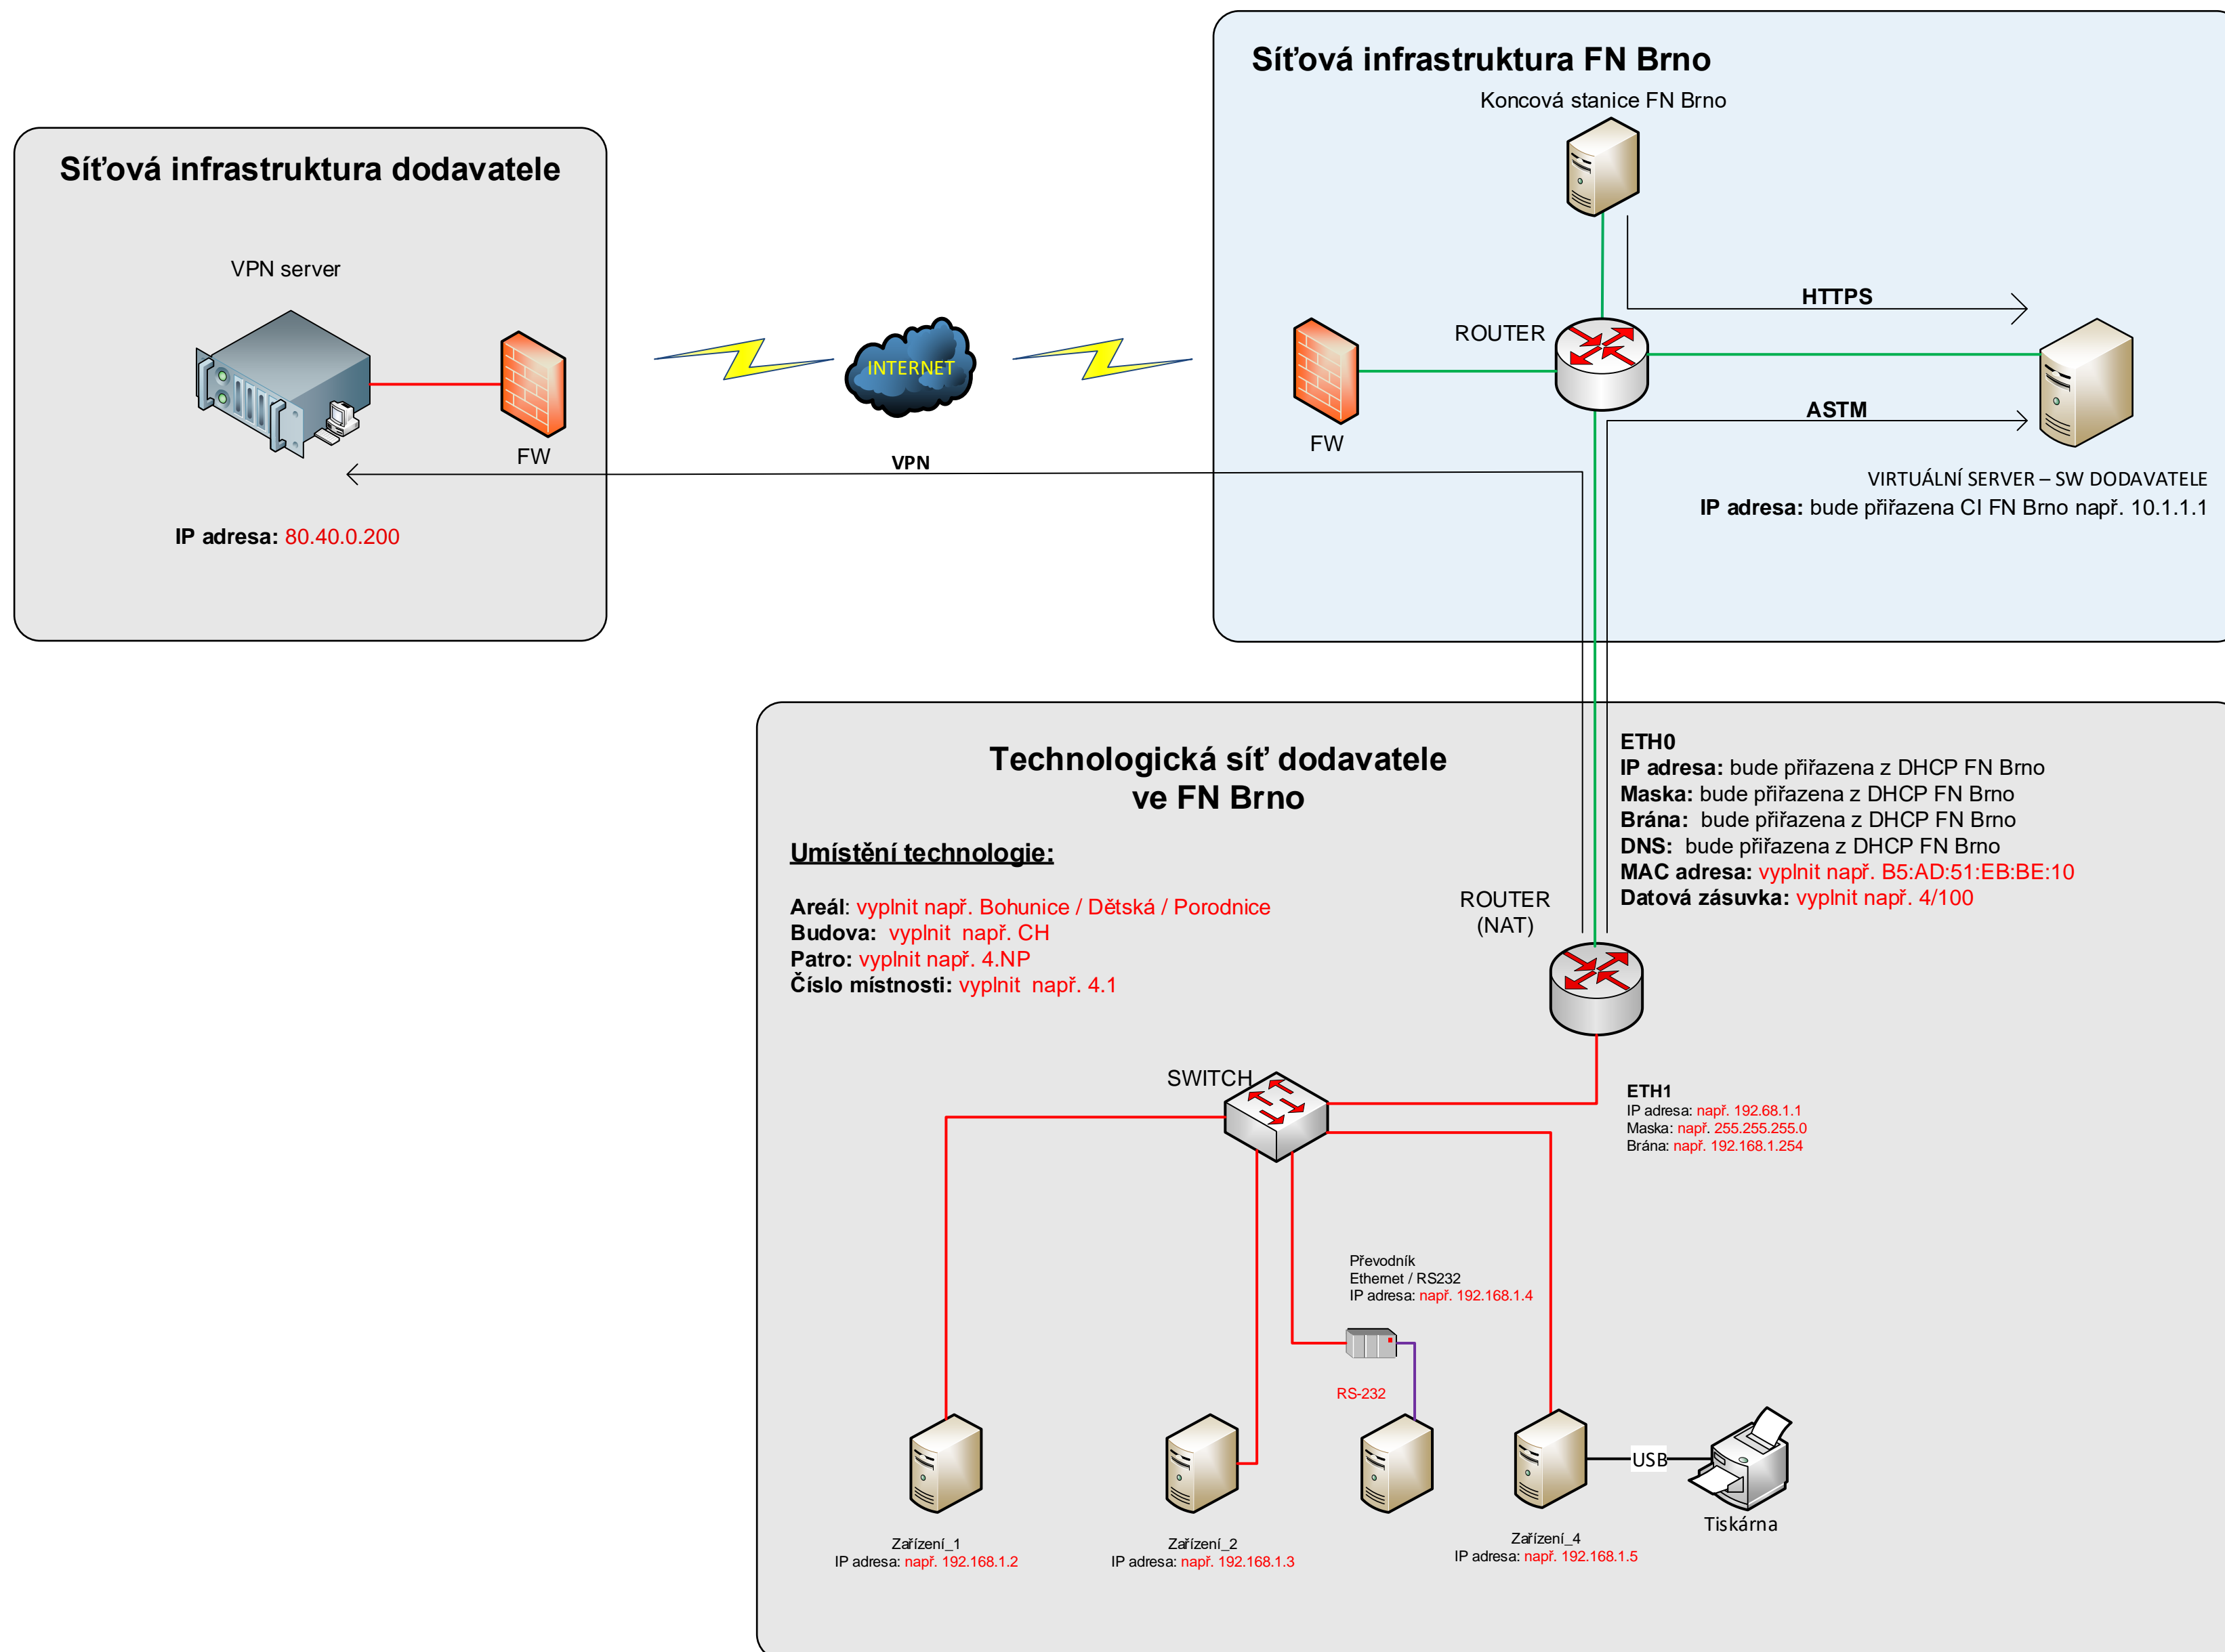 Síťová infrastruktura dodavatele
VPN server
FW
IP adresa: 80.40.0.200
INTERNET
VPN
Síťová infrastruktura FN Brno
Koncová stanice FN Brno
HTTPS
ROUTER
FW
ASTM
VIRTUÁLNÍ SERVER – SW DODAVATELE
IP adresa: bude přiřazena CI FN Brno např. 10.1.1.1
Technologická síť dodavatele
ve FN Brno
Umístění technologie:
Areál: vyplnit např. Bohunice / Dětská / Porodnice
Budova: vyplnit např. CH
Patro: vyplnit např. 4.NP
Číslo místnosti: vyplnit např. 4.1
ETH0
IP adresa: bude přiřazena z DHCP FN Brno
Maska: bude přiřazena z DHCP FN Brno
Brána: bude přiřazena z DHCP FN Brno
DNS: bude přiřazena z DHCP FN Brno
MAC adresa: vyplnit např. B5:AD:51:EB:BE:10
Datová zásuvka: vyplnit např. 4/100
ROUTER
(NAT)
SWITCH
ETH1
IP adresa: např. 192.68.1.1
Maska: např. 255.255.255.0
Brána: např. 192.168.1.254
Převodník
Ethernet / RS232
IP adresa: např. 192.168.1.4
RS-232
USB
Tiskárna
Zařízení_1
IP adresa: např. 192.168.1.2
Zařízení_2
IP adresa: např. 192.168.1.3
Zařízení_4
IP adresa: např. 192.168.1.5